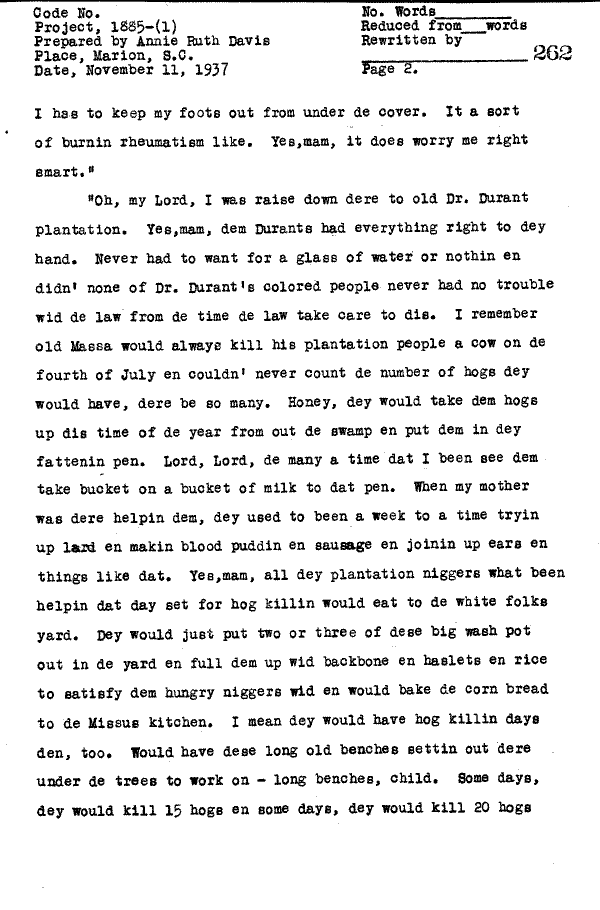 Code No.
Project, 1885-(1)
Prepared by Annie Ruth Davis
Place, Marion, S.C.
Date, November 11, 1937
No. Words
Reduced from words
Rewritten by
262
Page 2.
I has to keep my foots out from under de cover. It a sort
of burnin rheumatism like. Yes,mam, it does worry me right
smart."
"Oh, my Lord, I was raise down dere to old Dr. Durant
plantation. Yes,mam, dem Durants had everything right to dey
hand. Never had to want for a glass of water or nothin en
didn' none of Dr. Durant's colored people never had no trouble
wid de law from de time de law take care to dis. I remember
old Massa would always kill his plantation people a cow on de
fourth of July en couldn' never count de number of hogs dey
would have, dere be so many. Honey, dey would take dem hogs
up dis time of de year from out de swamp en put dem in dey
fattenin pen. Lord, Lord, de many a time dat I been see dem
take bucket on a bucket of milk to dat pen. When my mother
was dere helpin dem, dey used to been a week to a time tryin
up lard en makin blood puddin en sausage en joinin up ears en
things like dat. Yes,mam, all dey plantation niggers what been
helpin dat day set for hog killin would eat to de white folks
yard. Dey would just put two or three of dese big wash pot
out in de yard en full dem up wid backbone en haslets en rice
to satisfy dem hungry niggers wid en would bake de corn bread
to de Missus kitchen. I mean dey would have hog killin days
den, too. Would have dese long old benches settin out dere
under de trees to work on - long benches, child. Some days,
dey would kill 15 hogs en some days, dey would kill 20 hogs